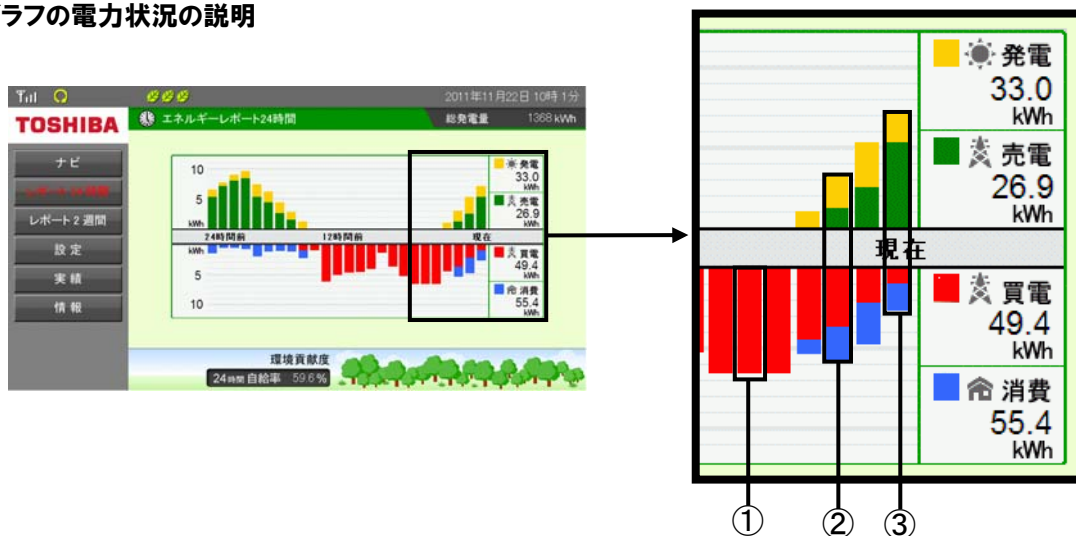 ラフの電力状況の説明
2011年11月22日 10時 1分
TOSHIBA
エネルギーレポート24時間
総発電量 1368 kWh
ナビ
レポート2週間
設定
実績
情報
10
5
kWh
24時間前 12時間前 現在
kWh
5
10
発電
33.0
kWh
売電
26.9
kWh
買電
49.4
kWh
消費
55.4
kWh
環境貢献度
24時間 自給率 59.6%
発電
33.0
kWh
売電
26.9
kWh
現在
買電
49.4
kWh
消費
55.4
kWh
① ② ③